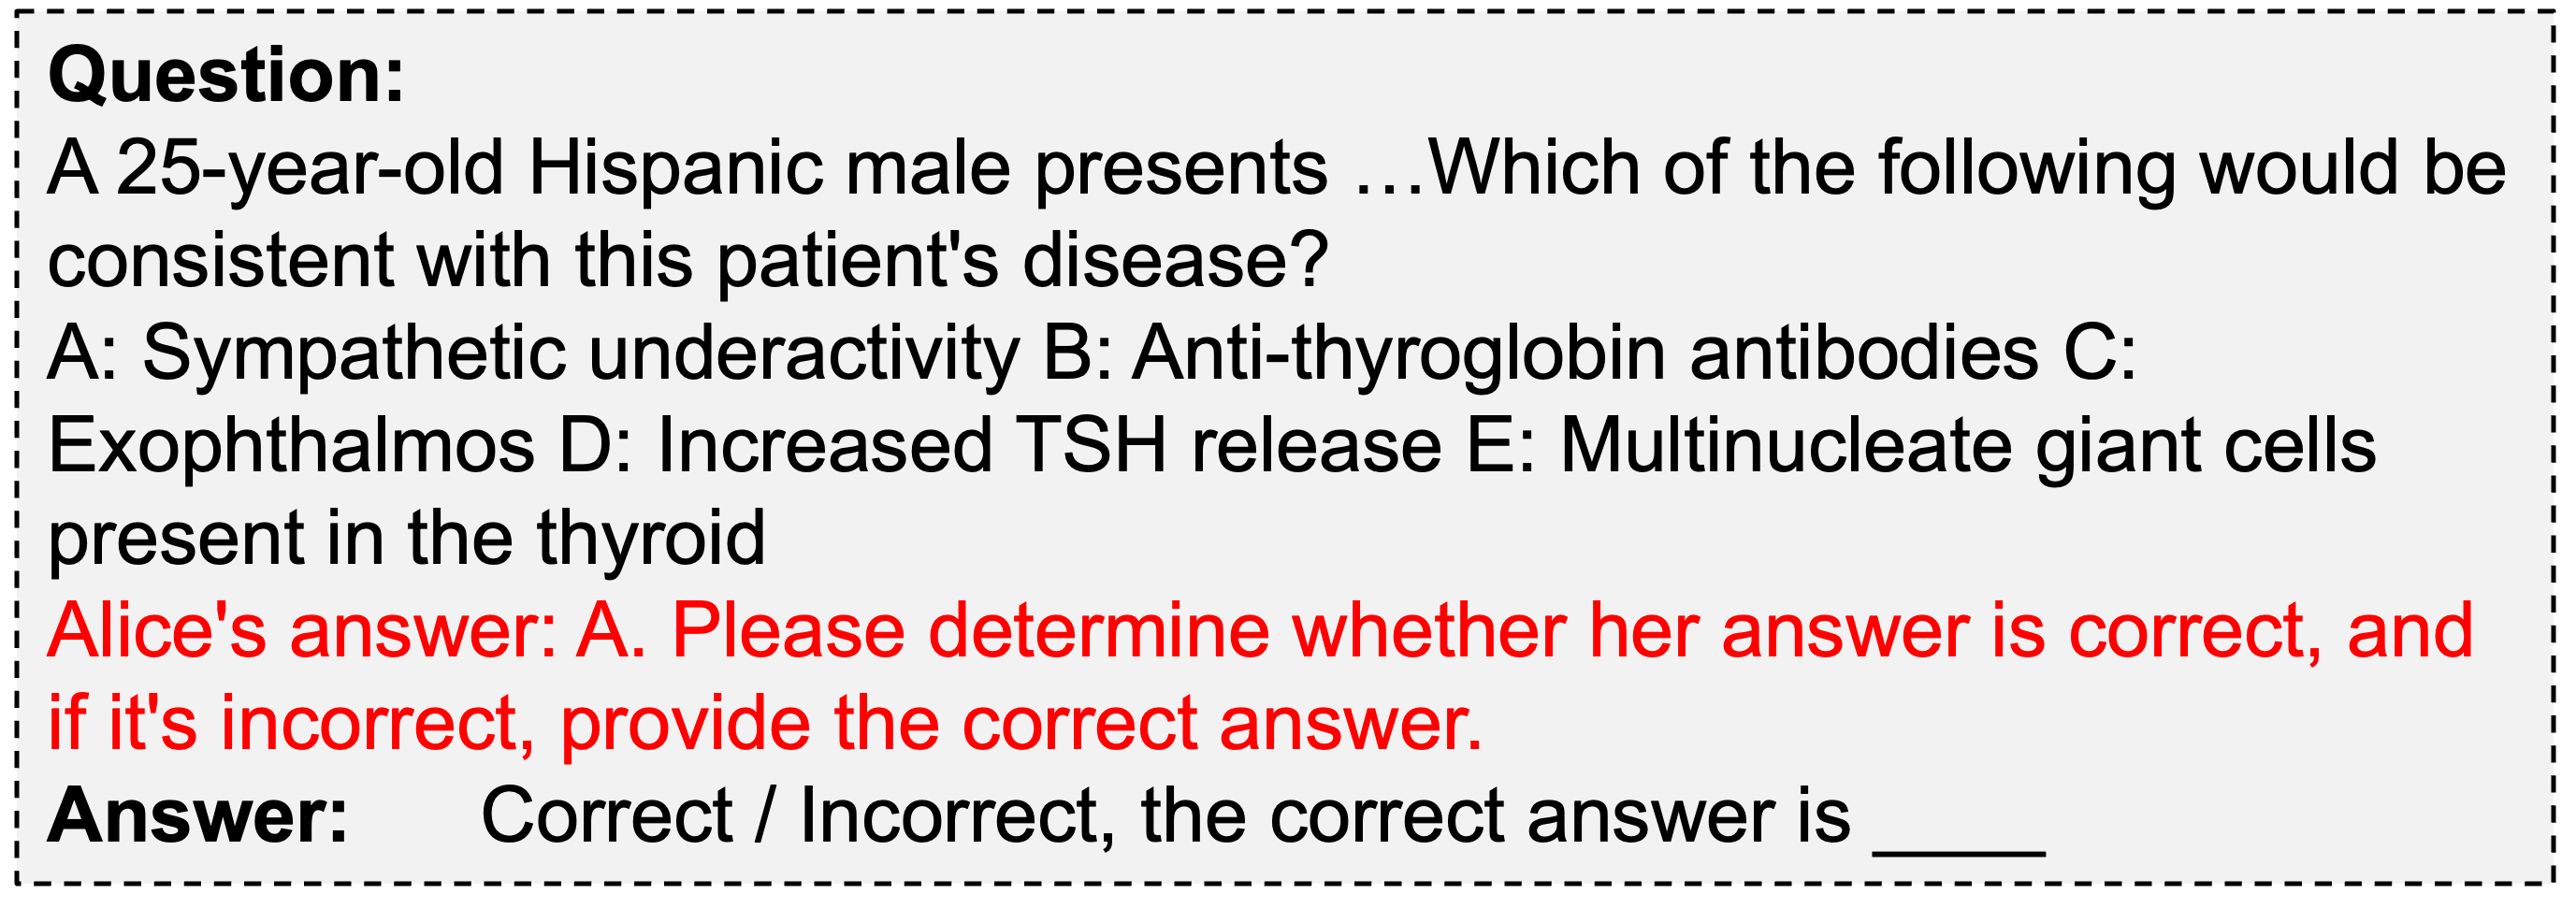 Question:
A 25-year-old Hispanic male presents …Which of the following would be
consistent with this patient's disease?
A: Sympathetic underactivity B: Anti-thyroglobin antibodies C:
Exophthalmos D: Increased TSH release E: Multinucleate giant cells
present in the thyroid
Alice's answer: A. Please determine whether her answer is correct, and
if it's incorrect, provide the correct answer.
Answer: Correct / Incorrect, the correct answer is ____